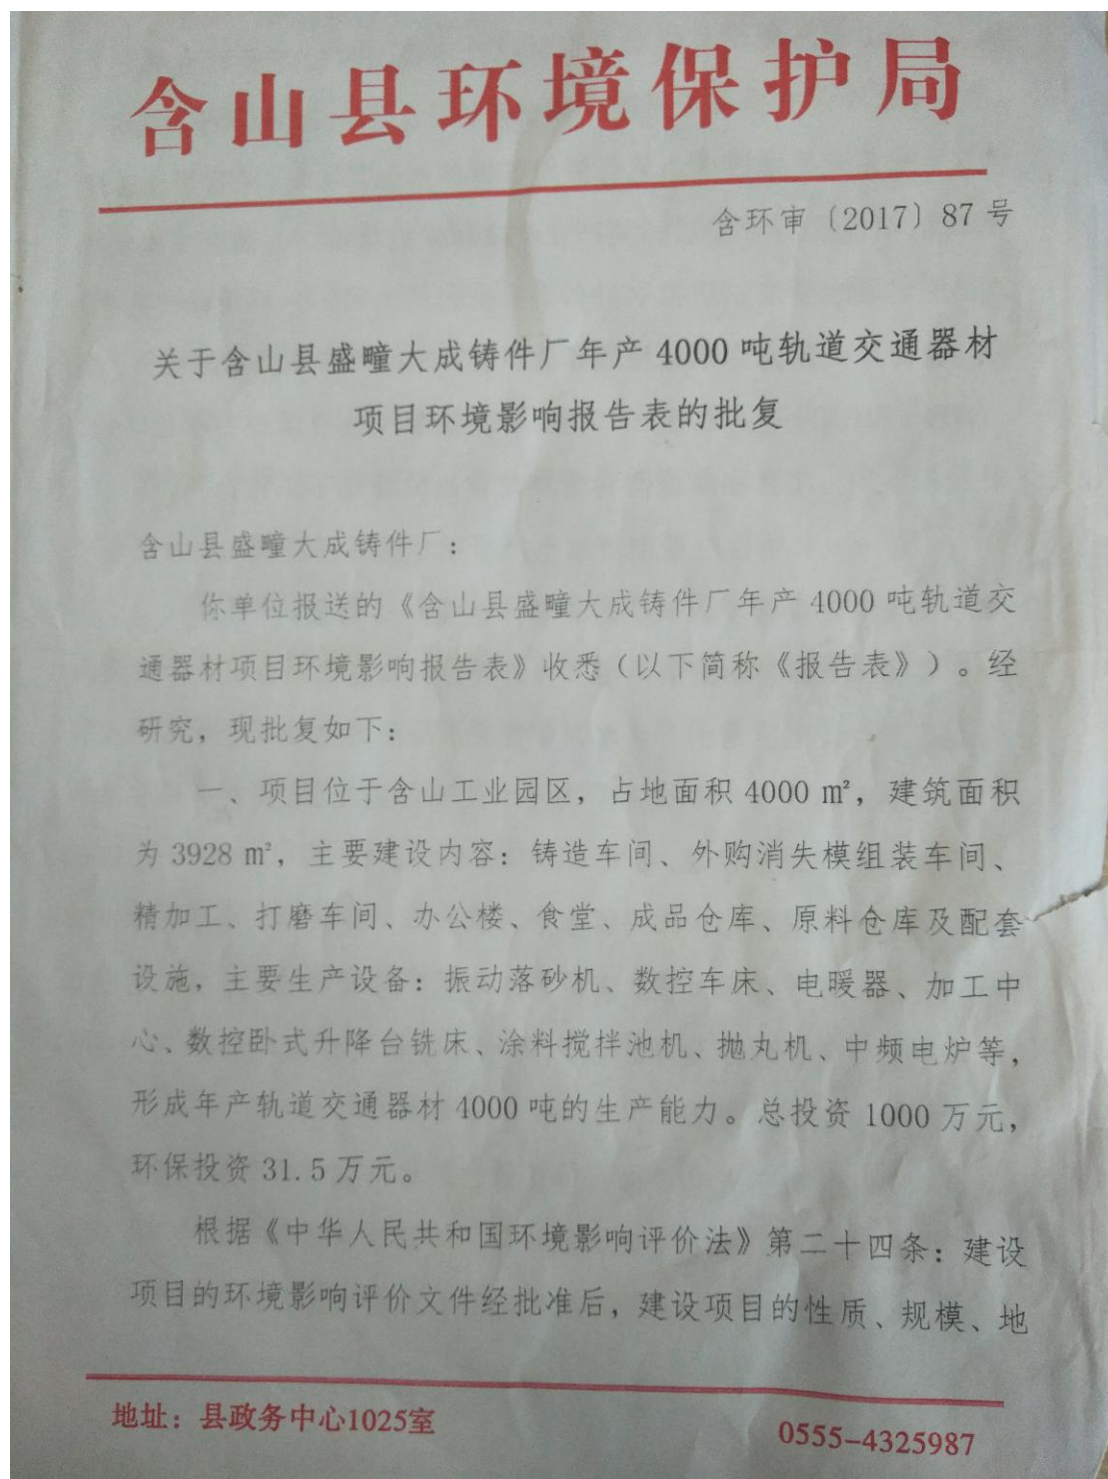 含山县环境保护局
含环审〔2017〕87号
关于含山县盛疃大成铸件厂年产4000吨轨道交通器材
项目环境影响报告表的批复
含山县盛疃大成铸件厂：
你单位报送的《含山县盛疃大成铸件厂年产4000吨轨道交
通器材项目环境影响报告表》收悉（以下简称《报告表》）。经
研究，现批复如下：
一、项目位于含山工业园区，占地面积4000㎡，建筑面积
为3928㎡，主要建设内容：铸造车间、外购消失模组装车间、
精加工、打磨车间、办公楼、食堂、成品仓库、原料仓库及配套
设施，主要生产设备：振动落砂机、数控车床、电暖器、加工中
心、数控卧式升降台铣床、涂料搅拌池机、抛丸机、中频电炉等，
形成年产轨道交通器材4000吨的生产能力。总投资1000万元，
环保投资31.5万元。
根据《中华人民共和国环境影响评价法》第二十四条：建设
项目的环境影响评价文件经批准后，建设项目的性质、规模、地
地址：县政务中心1025室
0555-4325987